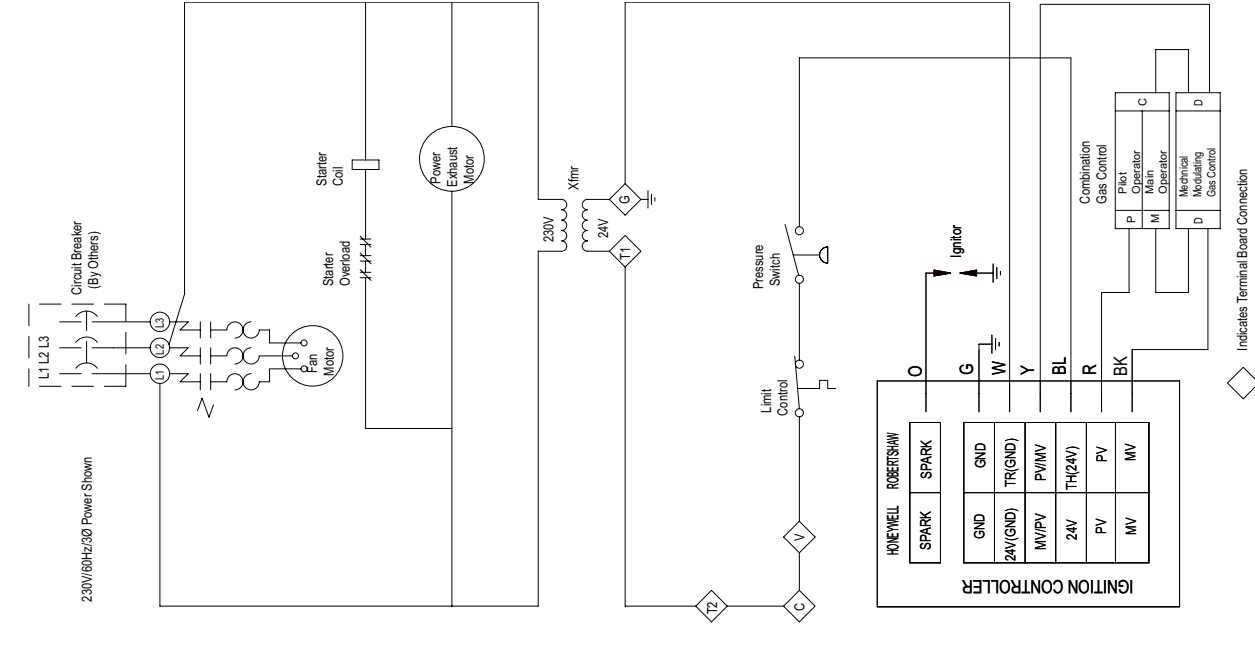 230V/60Hz/3Ø Power Shown
L1 L2 L3
Circuit Breaker
(By Others)
L1
L2
L3
Fan
Motor
Starter
Overload
Starter
Coil
Power
Exhaust
Motor
230V
Xfmr
24V
T1
G
T2
C
V
Limit
Control
Pressure
Switch
IGNITION CONTROLLER
HONEYWELL ROBERTSHAW
SPARK SPARK O
GND GND G
24V(GND) TR(GND) W
MV/PV PV/MV Y
24V TH(24V) BL
PV PV R
MV MV BK
Ignitor
Combination
Gas Control
P Pilot
Operator C
M Main
Operator
D Mechnical
Modulating
Gas Control D
Indicates Terminal Board Connection